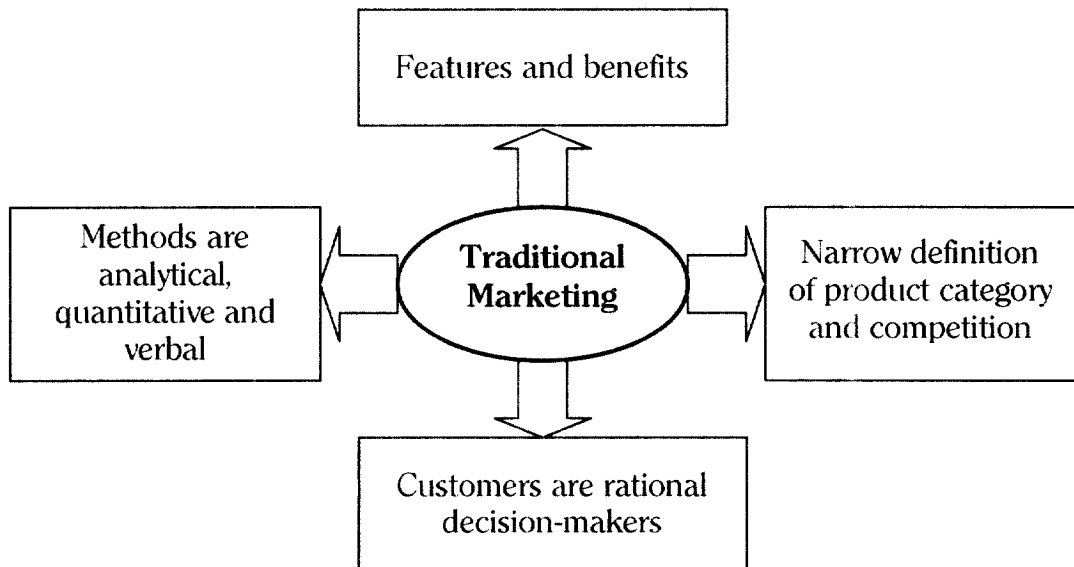 Features and benefits
Methods are
analytical,
quantitative and
verbal
Traditional
Marketing
Narrow definition
of product category
and competition
Customers are rational
decision-makers